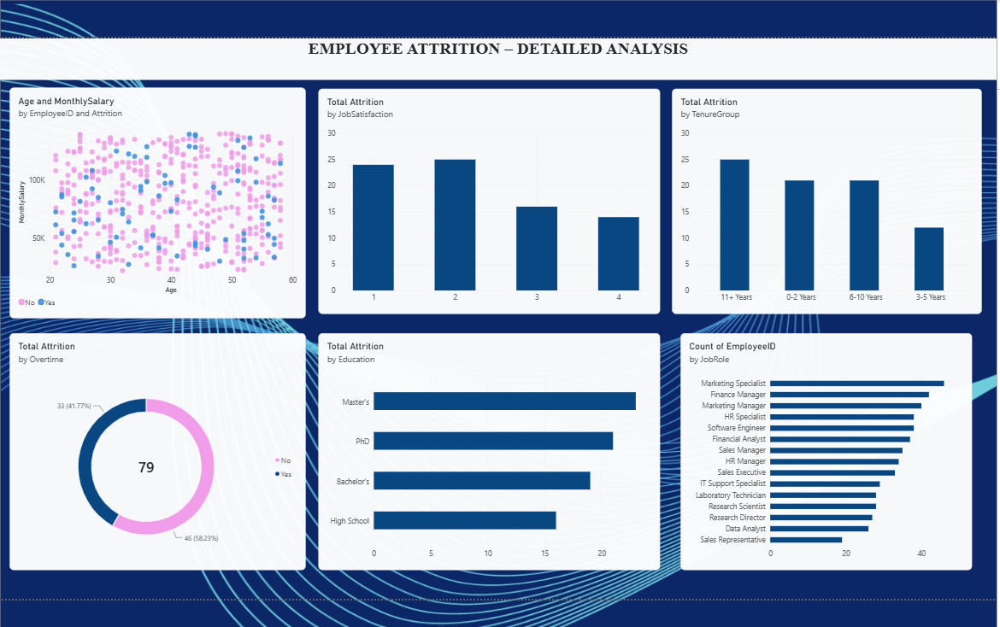 EMPLOYEE ATTRITION – DETAILED ANALYSIS
Age and MonthlySalary
by EmployeeID and Attrition
MonthlySalary
100K
50K
20 30 40 50 60
Age
No Yes
Total Attrition
by JobSatisfaction
30
25
20
15
10
5
0
1 2 3 4
Total Attrition
by TenureGroup
30
25
20
15
10
5
0
11+ Years 0-2 Years 6-10 Years 3-5 Years
Total Attrition
by Overtime
33 (41.77%)
79
46 (58.23%)
No
Yes
Total Attrition
by Education
Master's
PhD
Bachelor's
High School
0 5 10 15 20
Count of EmployeeID
by JobRole
Marketing Specialist
Finance Manager
Marketing Manager
HR Specialist
Software Engineer
Financial Analyst
Sales Manager
HR Manager
Sales Executive
IT Support Specialist
Laboratory Technician
Research Scientist
Research Director
Data Analyst
Sales Representative
0 20 40